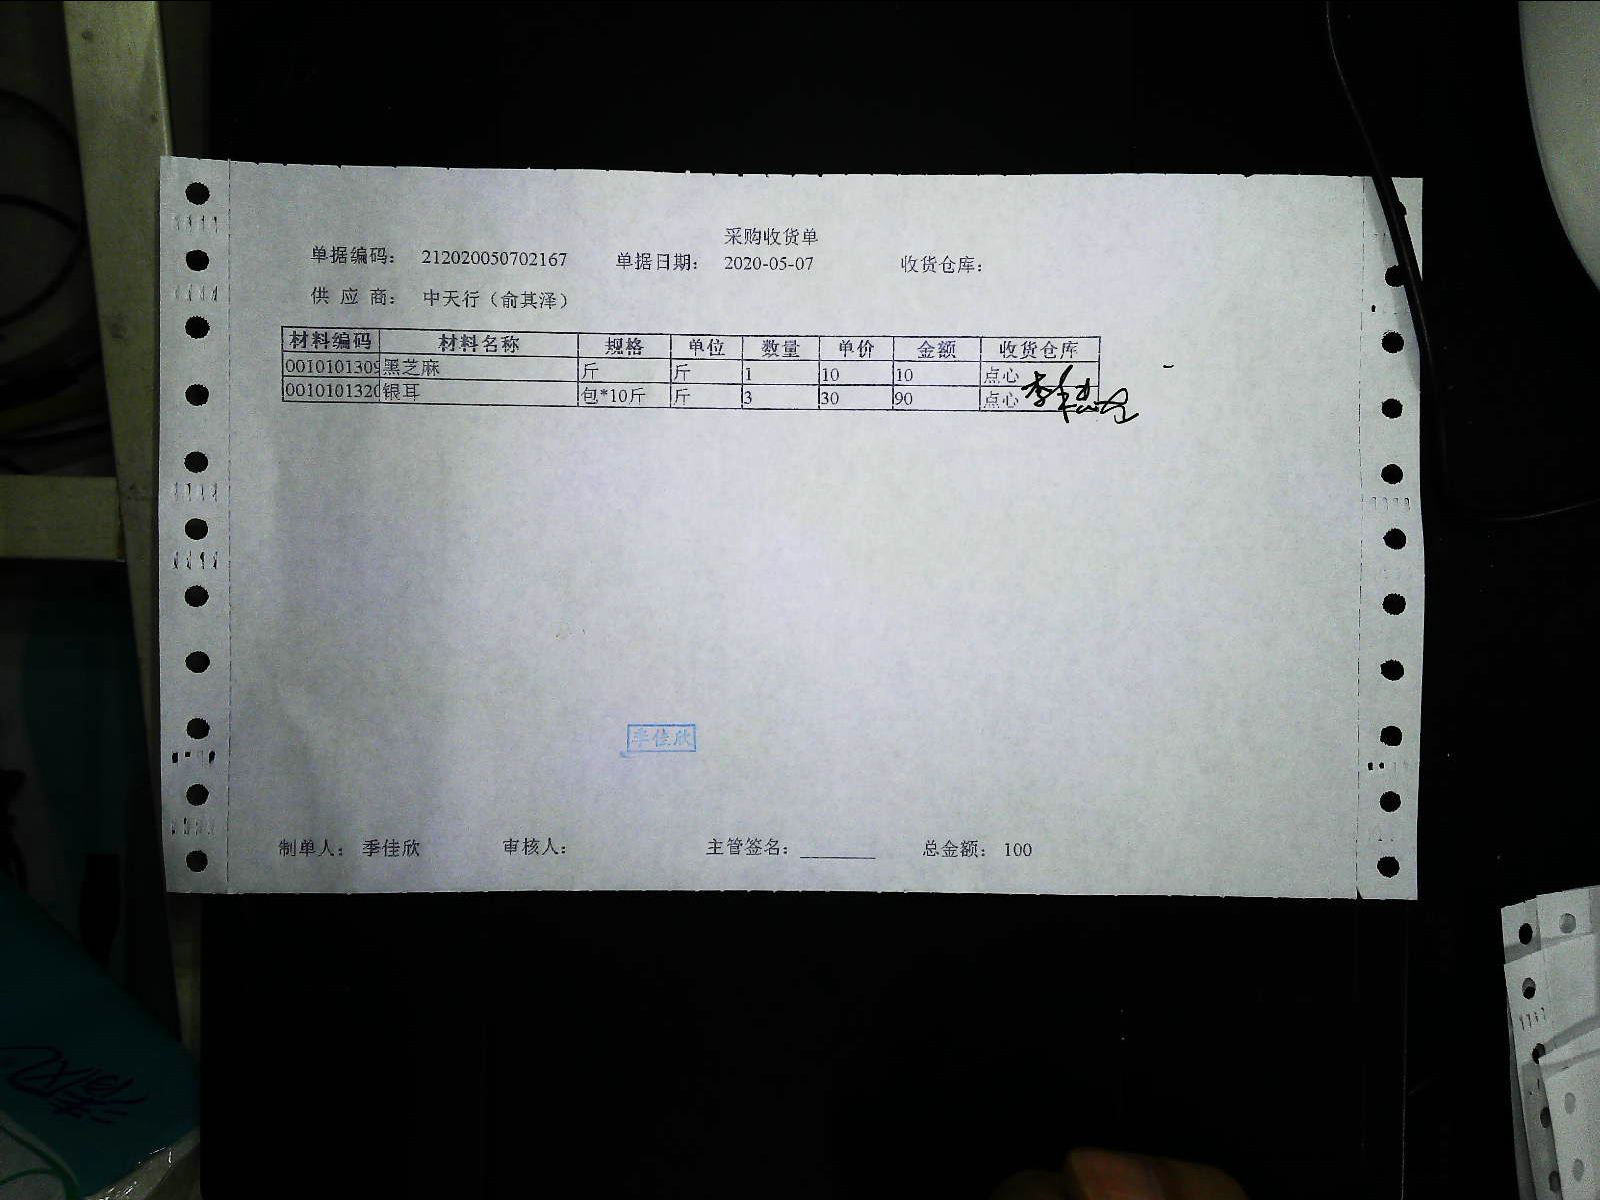 采购收货单
单据编码： 212020050702167 单据日期： 2020-05-07 收货仓库：
供 应 商： 中天行（俞其泽）
材料编码 材料名称 规格 单位 数量 单价 金额 收货仓库
0010101309 黑芝麻 斤 斤 1 10 10 点心
0010101320 银耳 包*10斤 斤 3 30 90 点心
季佳欣
制单人： 季佳欣 审核人： 主管签名： ________ 总金额： 100